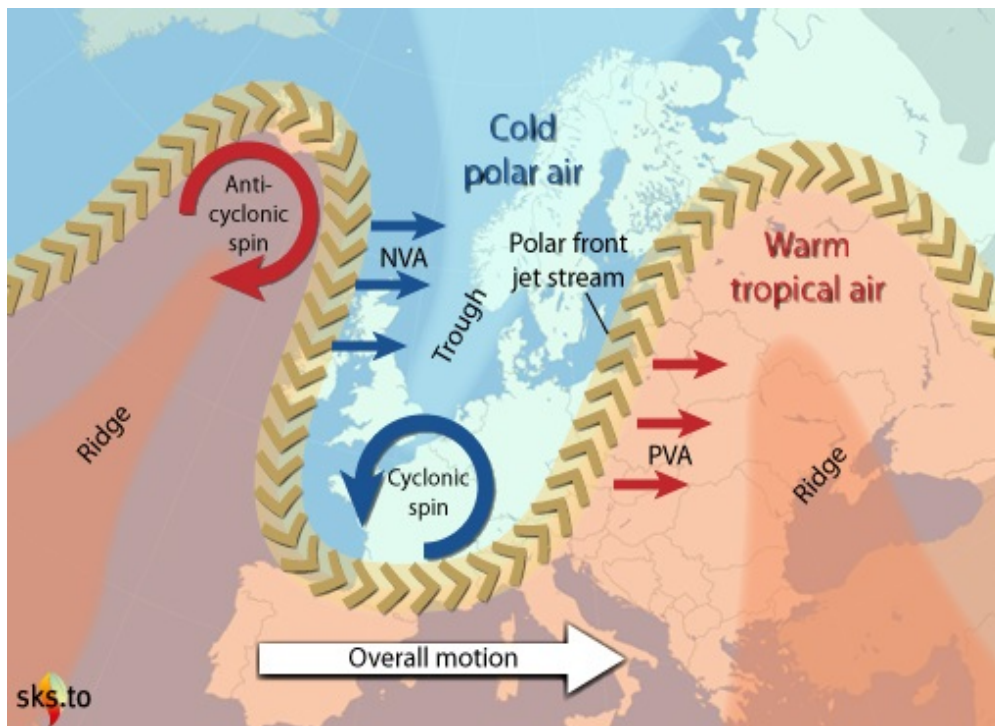 Cold
polar air
Anti-
cyclonic
spin
NVA
Polar front
jet stream
Warm
tropical air
Trough
Ridge
PVA
Ridge
Cyclonic
spin
Overall motion
sks.to